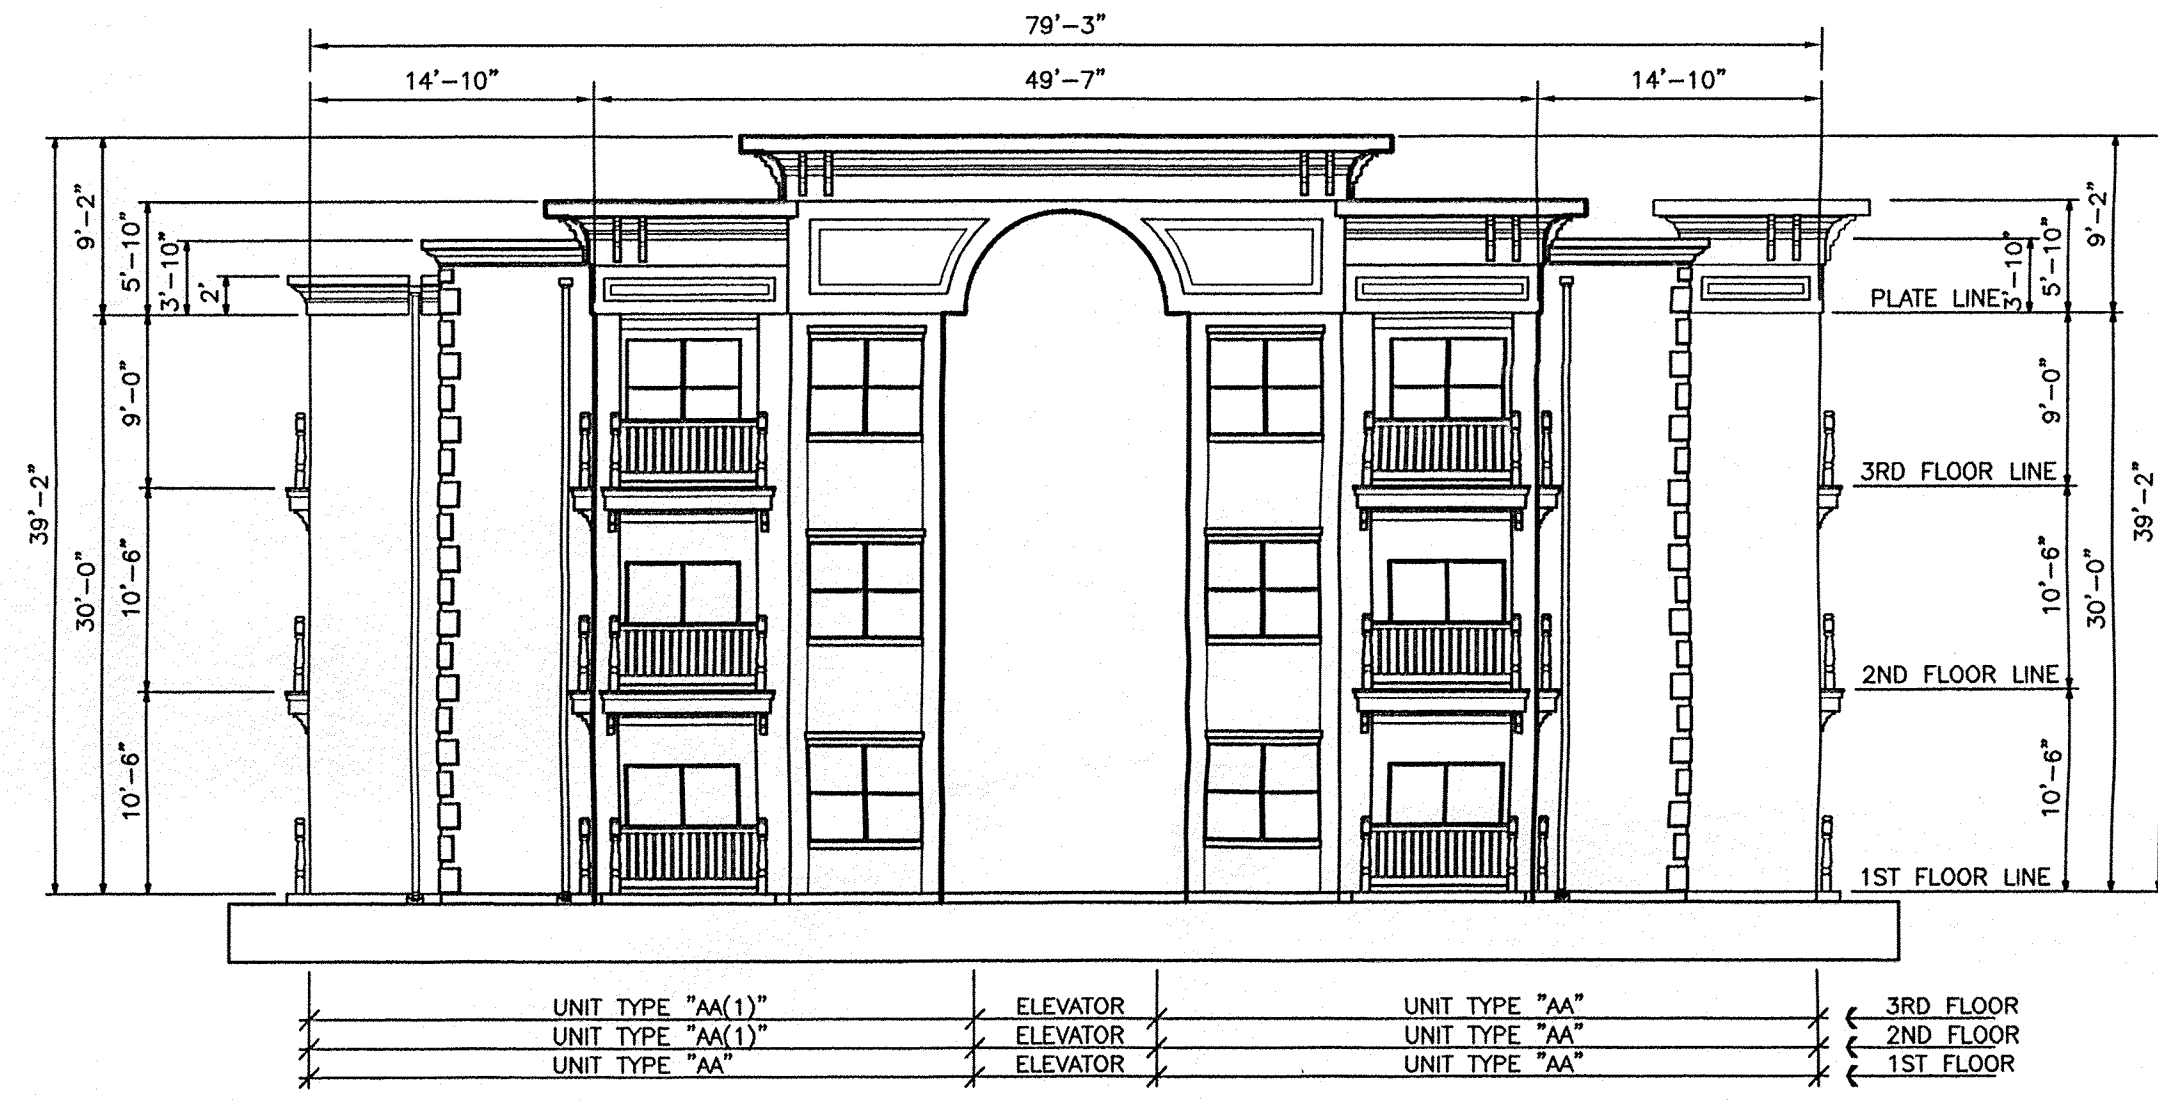 79'-3"
14'-10" 49'-7" 14'-10"
9'-2"
5'-10"
3'-10"
2'
9'-0"
39'-2"
30'-0"
10'-6"
10'-6"
9'-2"
5'-10"
3'-10"
PLATE LINE
9'-0"
3RD FLOOR LINE
39'-2"
10'-6"
30'-0"
2ND FLOOR LINE
10'-6"
1ST FLOOR LINE
UNIT TYPE "AA(1)" ELEVATOR UNIT TYPE "AA" 3RD FLOOR
UNIT TYPE "AA(1)" ELEVATOR UNIT TYPE "AA" 2ND FLOOR
UNIT TYPE "AA" ELEVATOR UNIT TYPE "AA" 1ST FLOOR